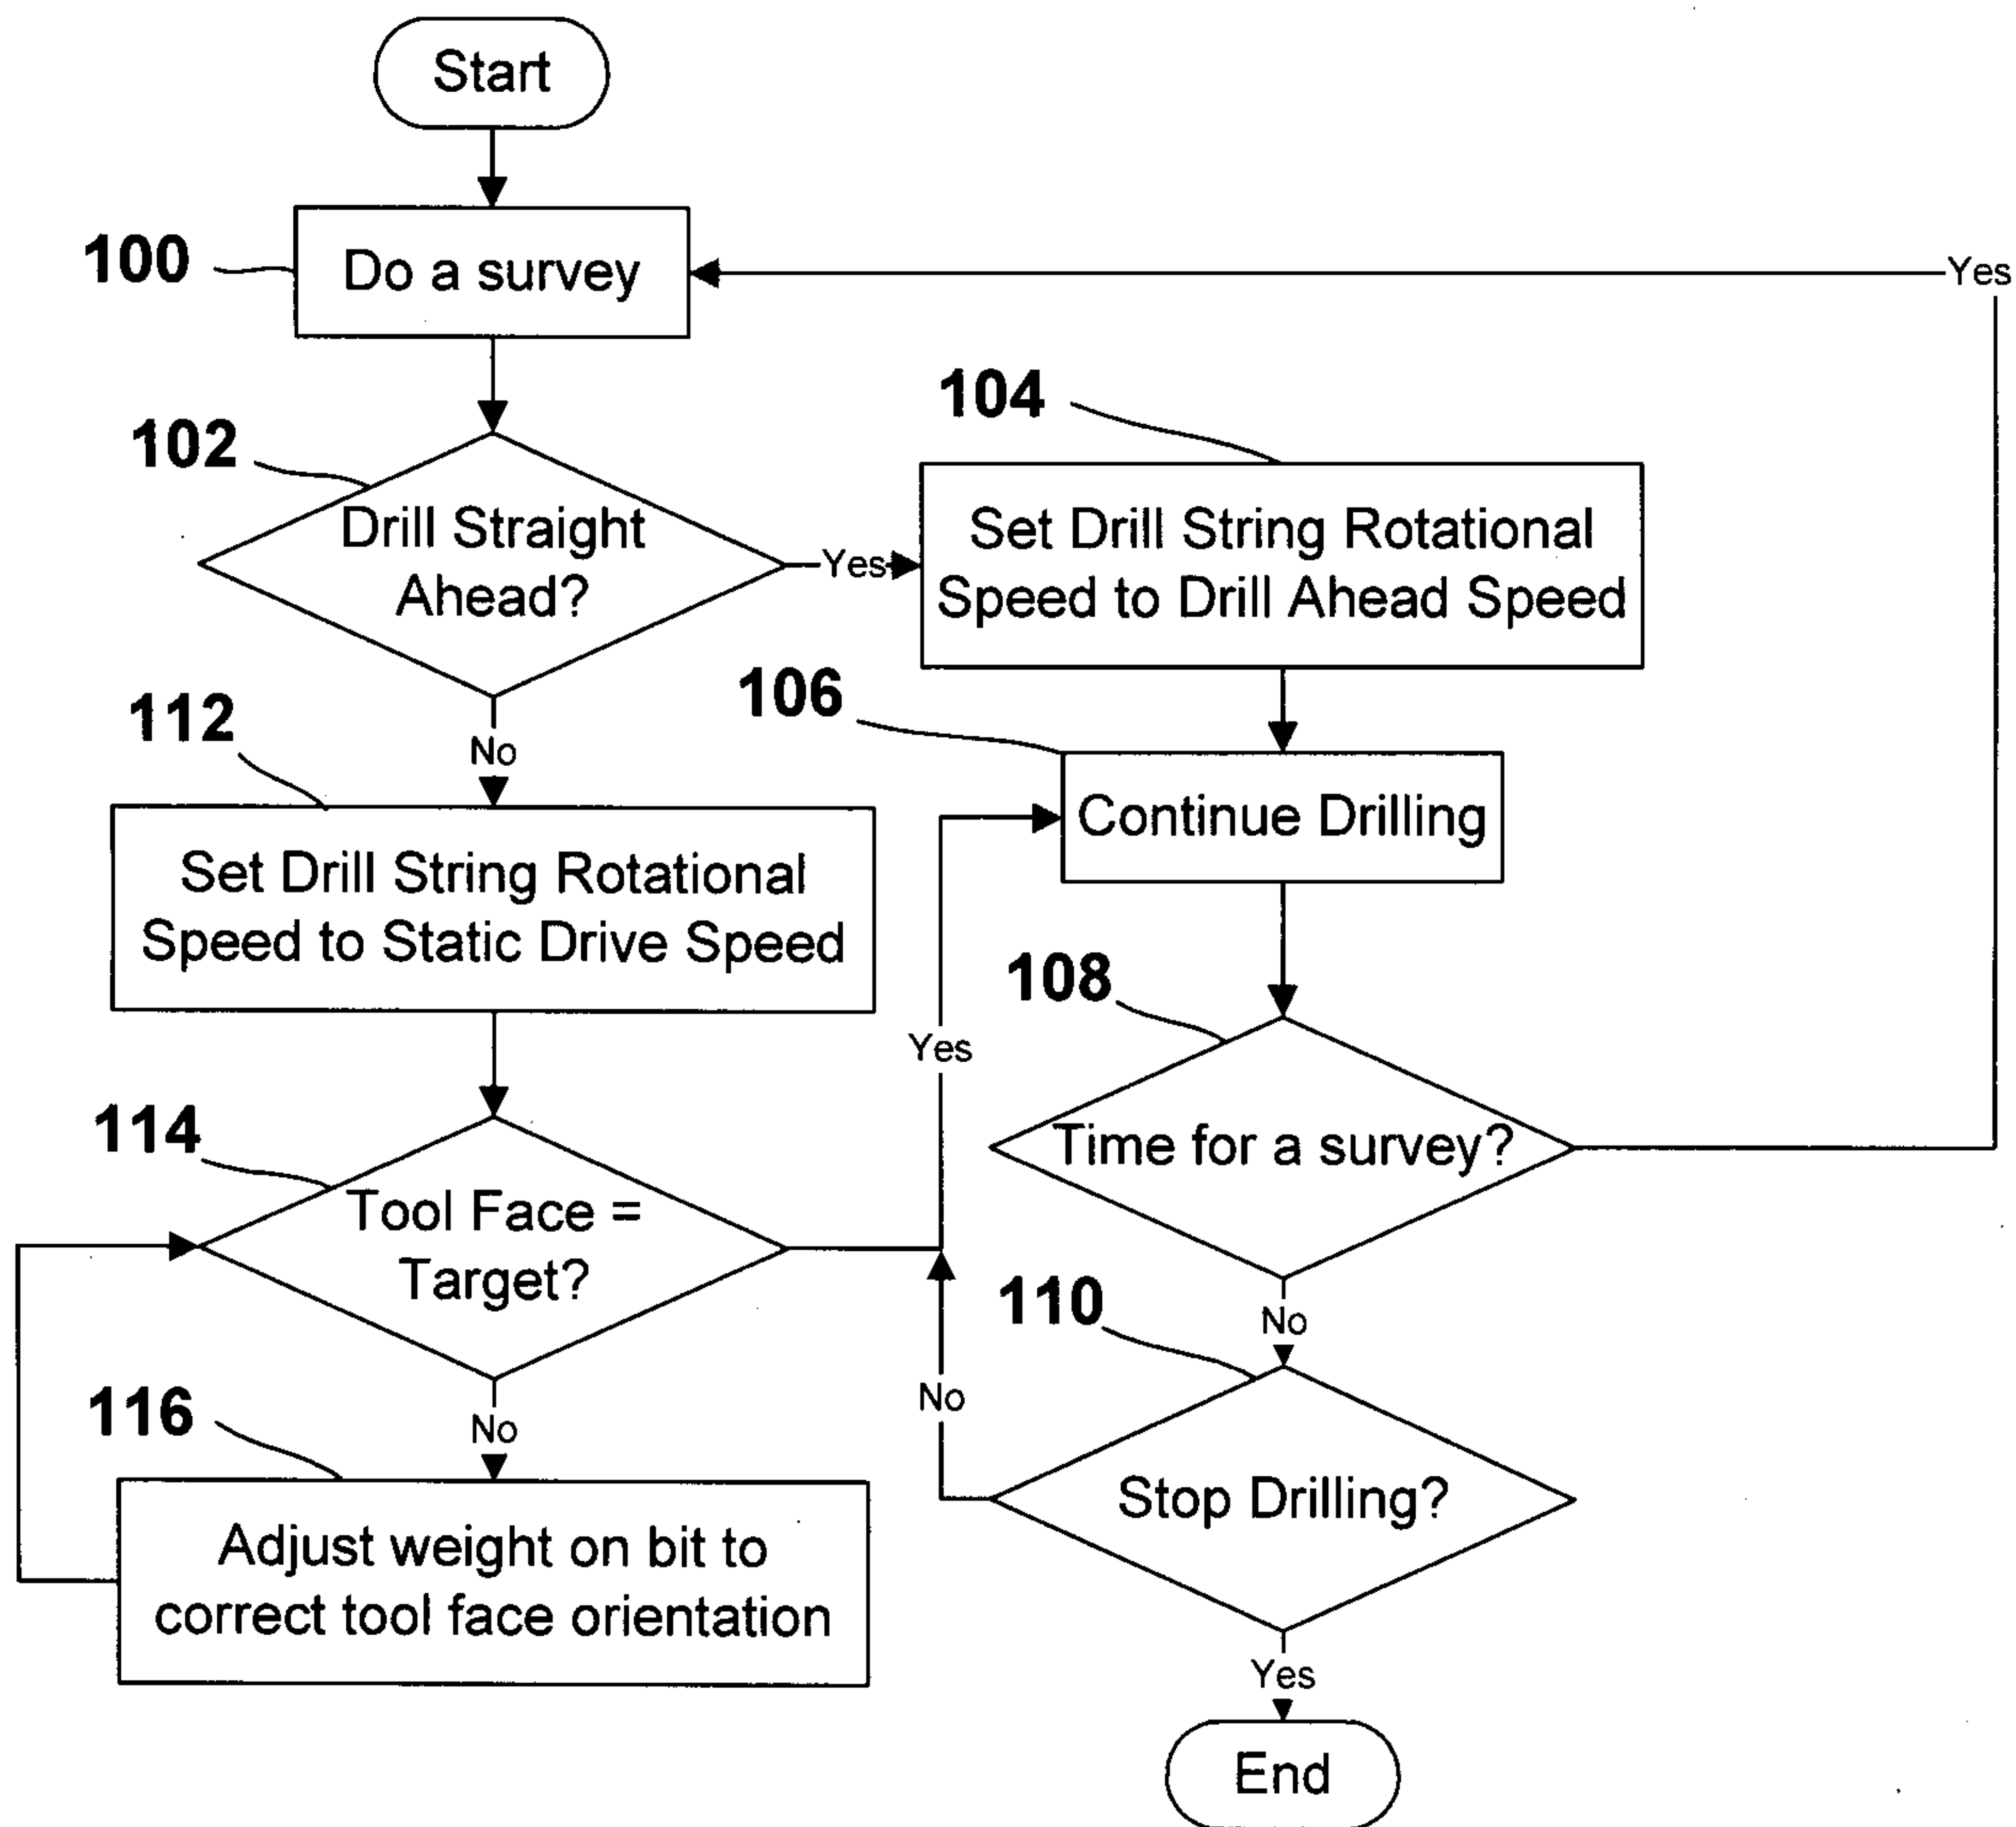 Start
100
Do a survey
Yes
102
Drill Straight
Ahead?
Yes
104
Set Drill String Rotational
Speed to Drill Ahead Speed
No
106
Continue Drilling
112
Set Drill String Rotational
Speed to Static Drive Speed
108
Time for a survey?
Yes
114
Tool Face =
Target?
No
110
Stop Drilling?
No
No
116
Adjust weight on bit to
correct tool face orientation
Yes
End